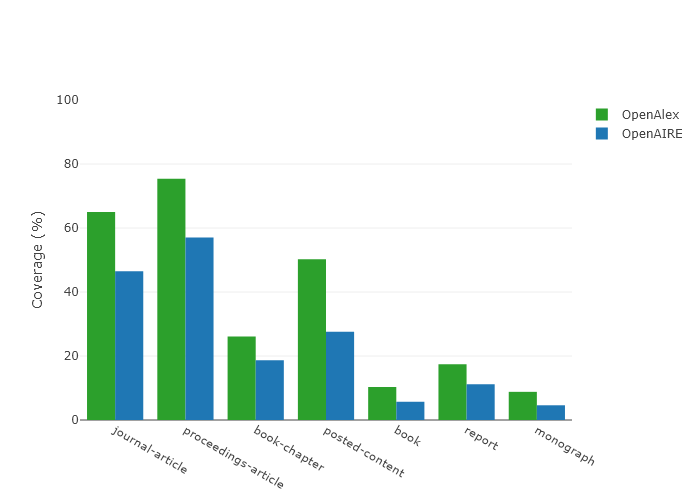 100
80
60
40
20
0
Coverage (%)
journal-article
proceedings-article
book-chapter
posted-content
book
report
monograph
OpenAlex
OpenAIRE